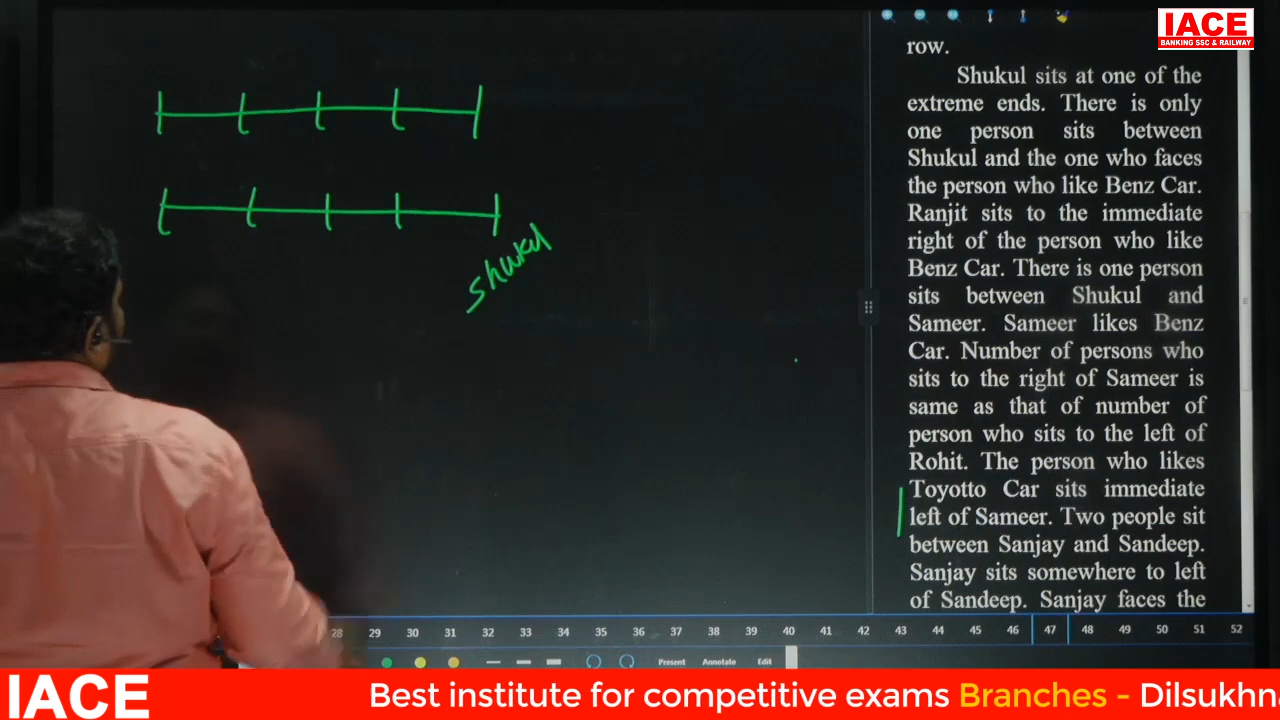 IACE
BANKING SSC & RAILWAY
row.
Shukul sits at one of the
extreme ends. There is only
one person sits between
Shukul and the one who faces
the person who like Benz Car.
Ranjit sits to the immediate
right of the person who like
Benz Car. There is one person
sits between Shukul and
Sameer. Sameer likes Benz
Car. Number of persons who
sits to the right of Sameer is
same as that of number of
person who sits to the left of
Rohit. The person who likes
Toyotto Car sits immediate
left of Sameer. Two people sit
between Sanjay and Sandeep.
Sanjay sits somewhere to left
of Sandeep. Sanjay faces the
Shukul
28 29 30 31 32 33 34 35 36 37 38 39 40 41 42 43 44 45 46 47 48 49 50 51 52
Present Annotate Edit
IACE Best institute for competitive exams Branches - Dilsukhn